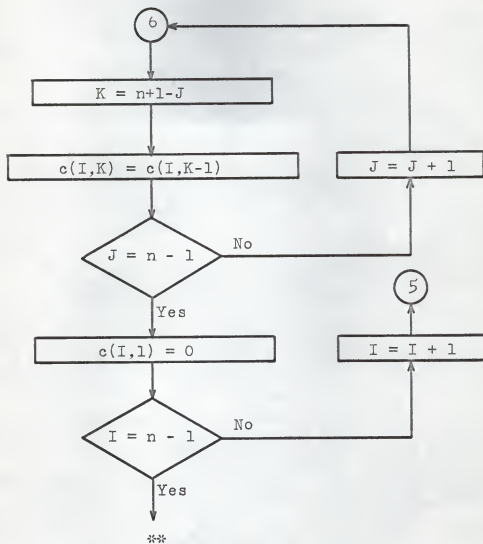 6
K = n+1-J
c(I,K) = c(I,K-1)
J = J + 1
J = n - 1
No
Yes
5
c(I,1) = 0
I = I + 1
I = n - 1
No
Yes
**